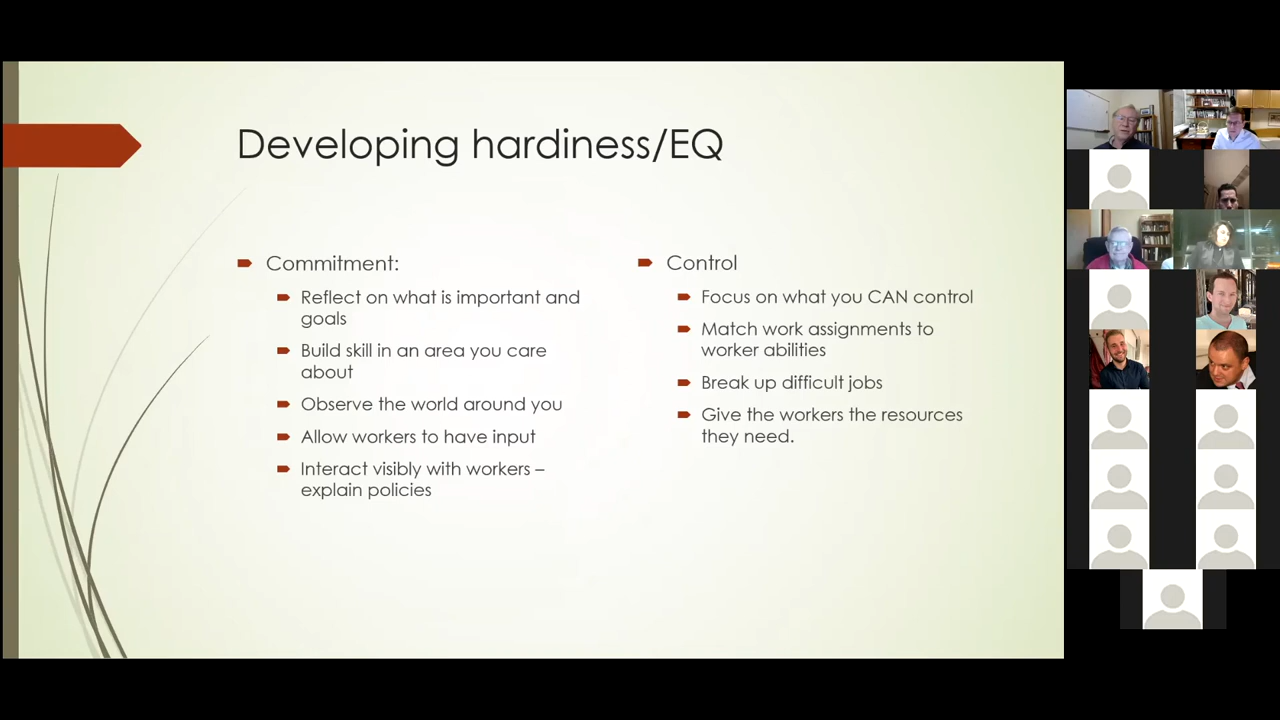 Developing hardiness/EQ
Commitment:
Reflect on what is important and
goals
Build skill in an area you care
about
Observe the world around you
Allow workers to have input
Interact visibly with workers –
explain policies
Control
Focus on what you CAN control
Match work assignments to
worker abilities
Break up difficult jobs
Give the workers the resources
they need.